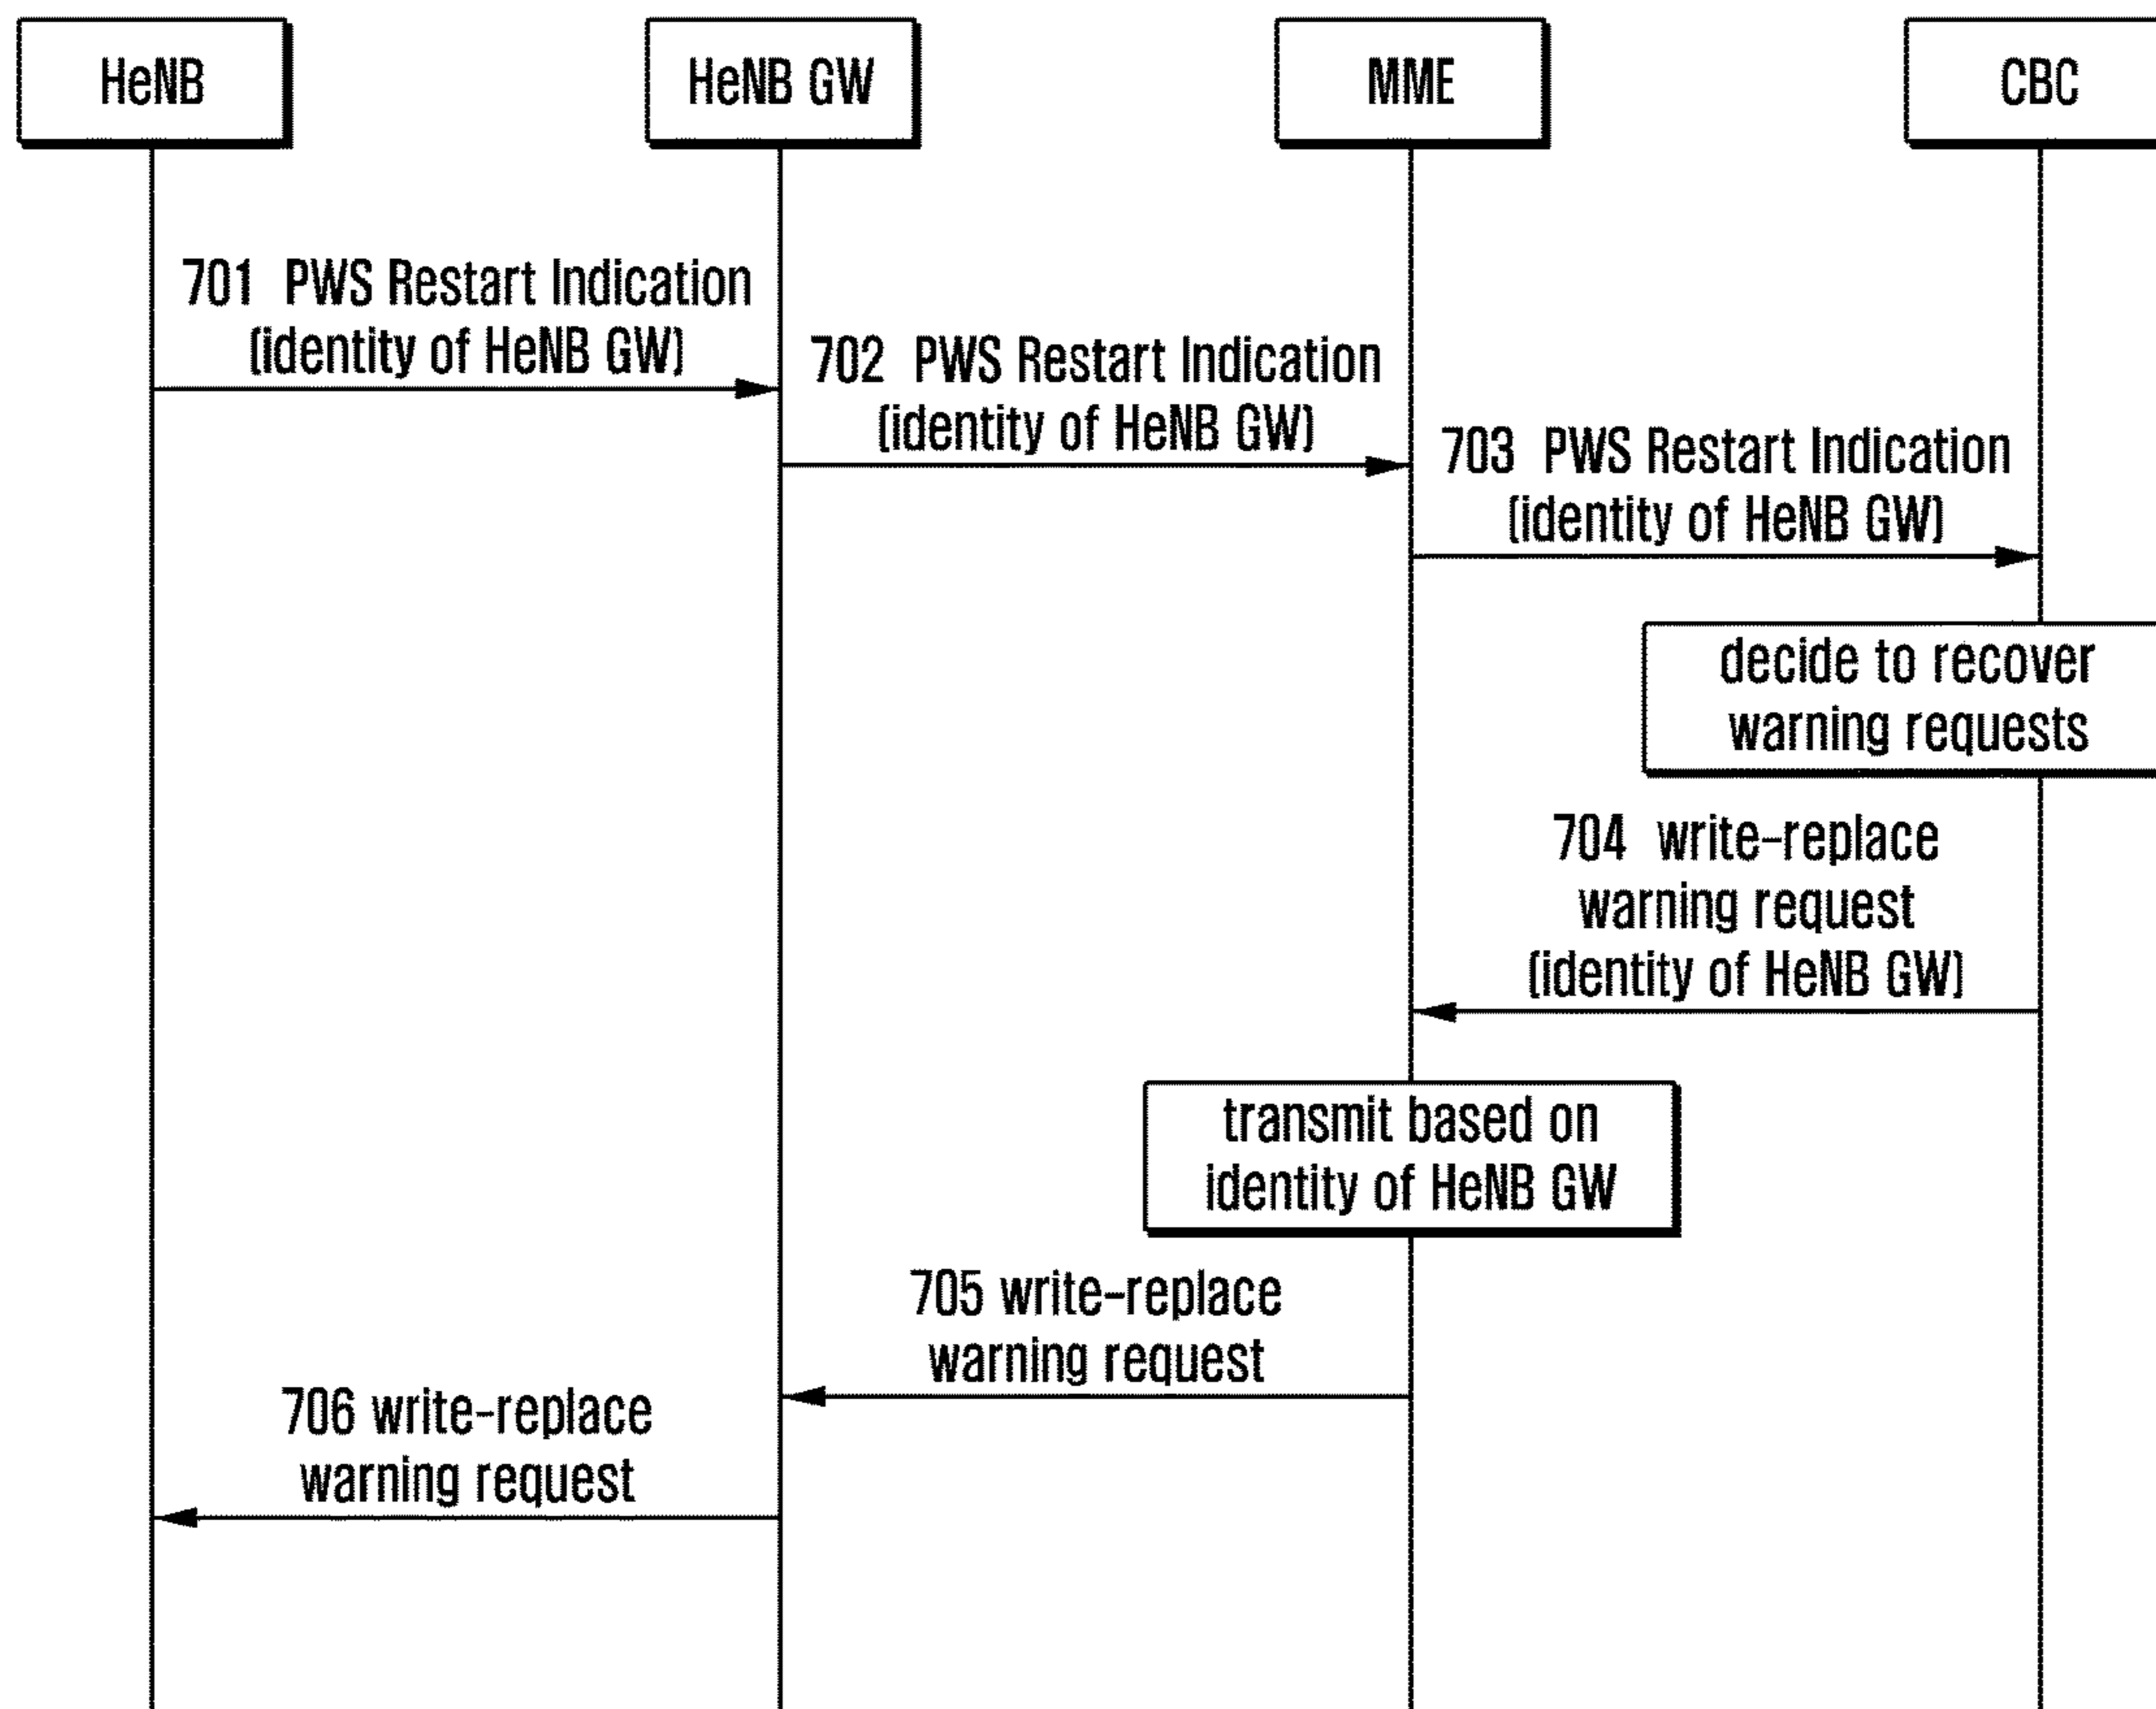 HeNB
HeNB GW
MME
CBC
701 PWS Restart Indication
(identity of HeNB GW)
702 PWS Restart Indication
(identity of HeNB GW)
703 PWS Restart Indication
(identity of HeNB GW)
decide to recover
warning requests
704 write-replace
warning request
(identity of HeNB GW)
transmit based on
identity of HeNB GW
705 write-replace
warning request
706 write-replace
warning request